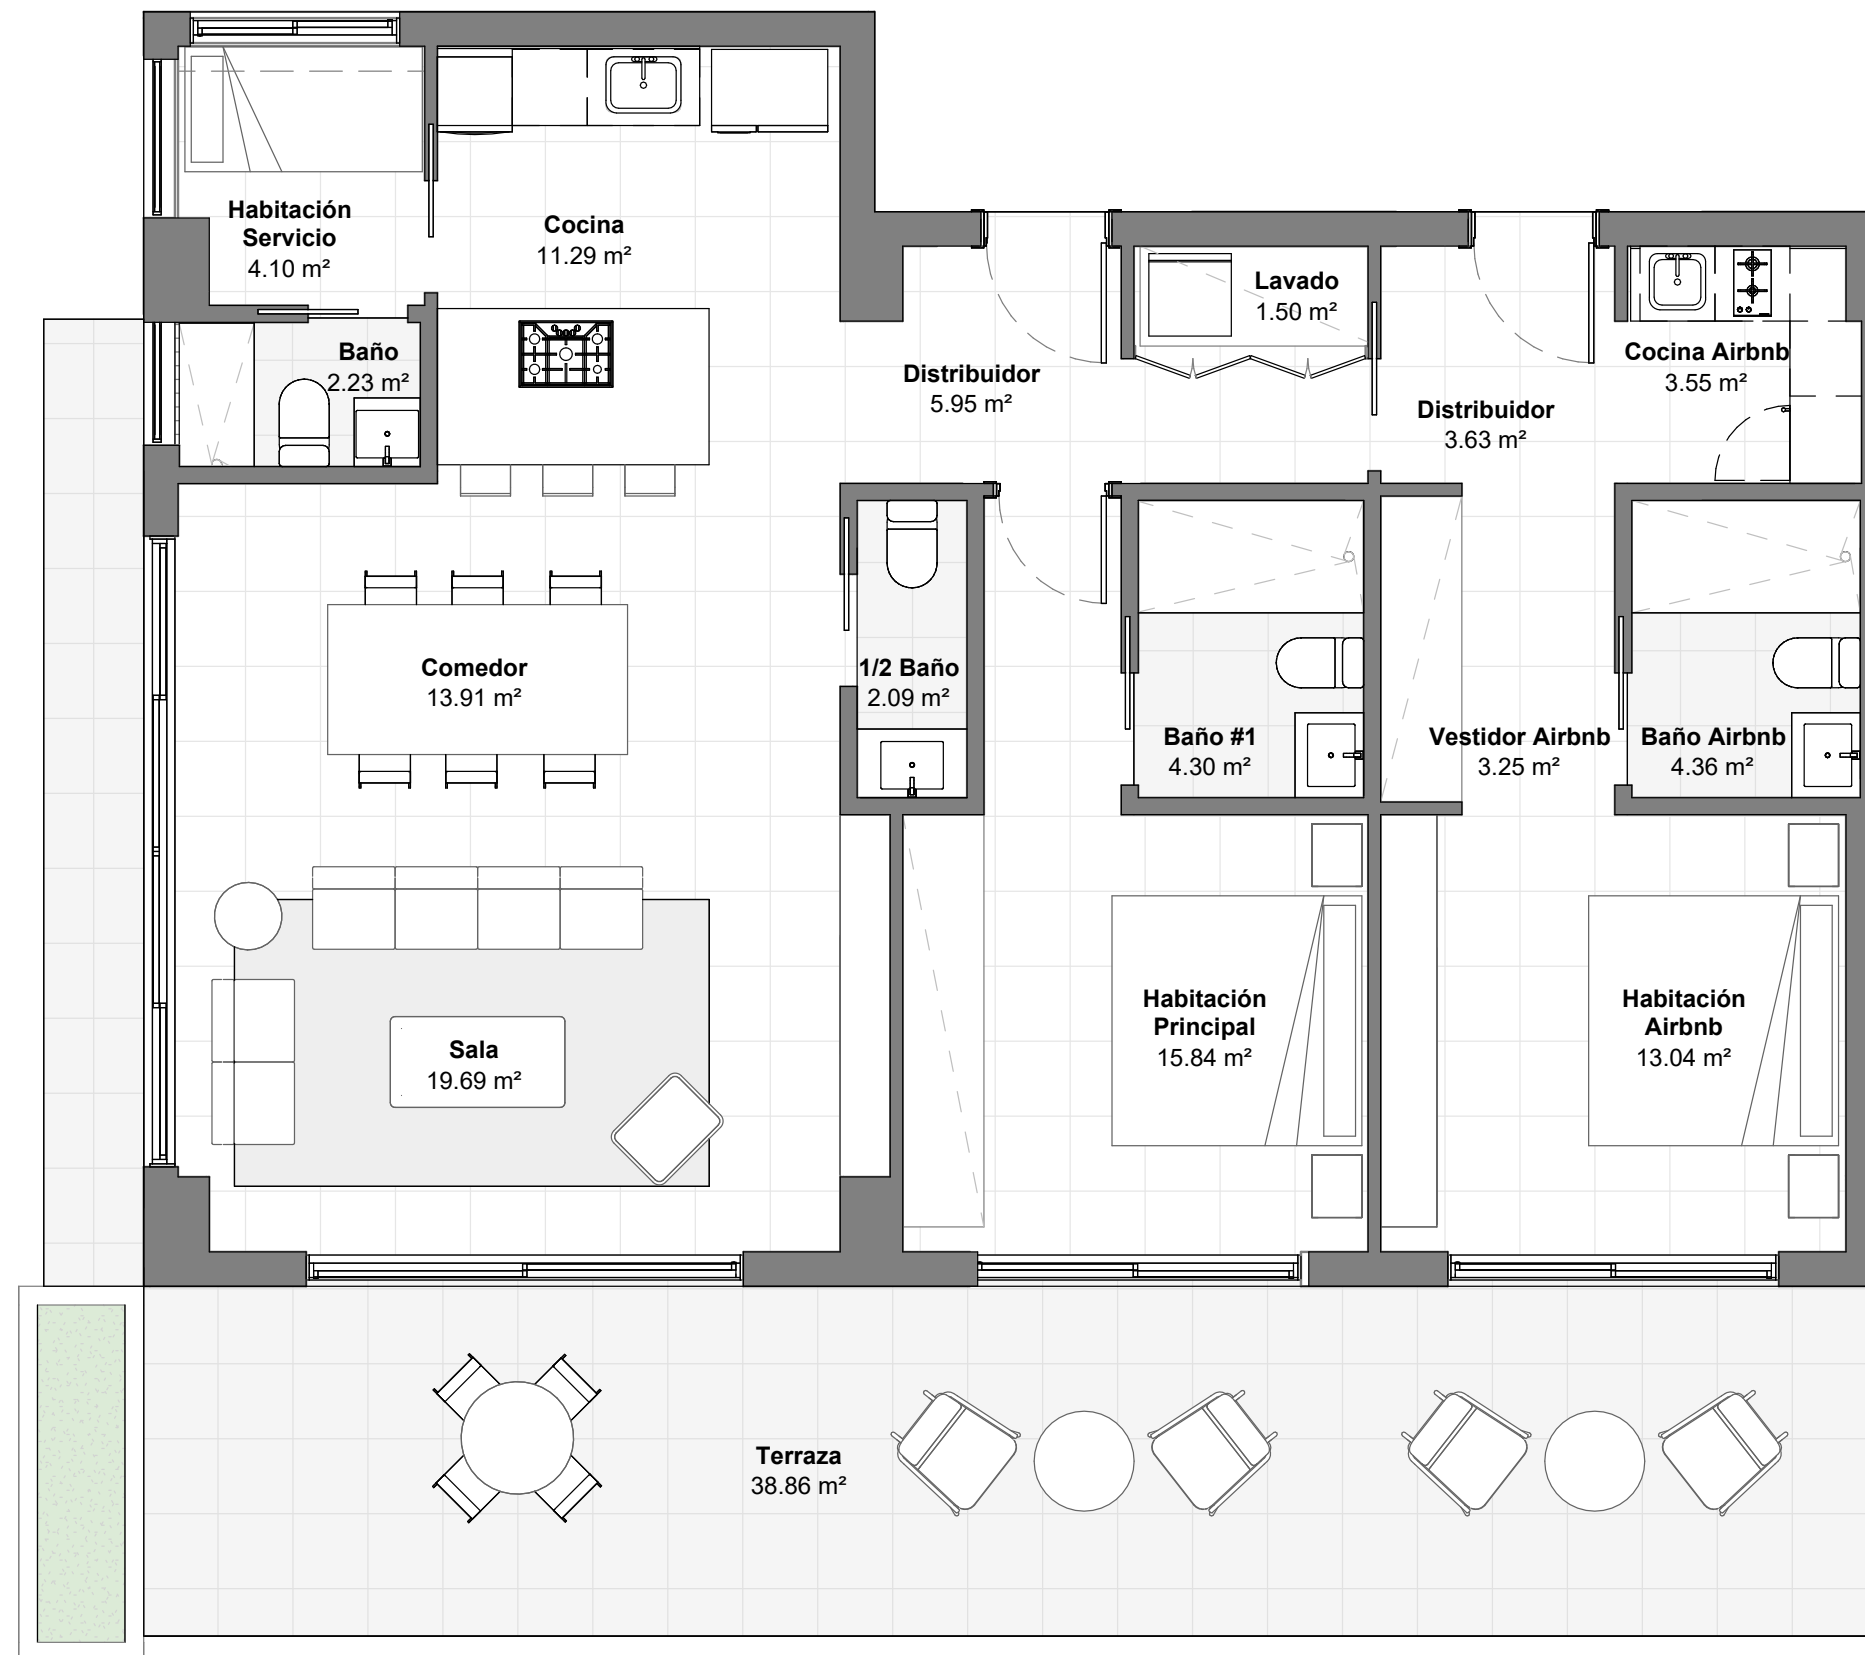 Habitación
Servicio
4.10 m²
Cocina
11.29 m²
Lavado
1.50 m²
Baño
2.23 m²
Distribuidor
5.95 m²
Cocina Airbnb
3.55 m²
Distribuidor
3.63 m²
Comedor
13.91 m²
1/2 Baño
2.09 m²
Baño #1
4.30 m²
Vestidor Airbnb
3.25 m²
Baño Airbnb
4.36 m²
Sala
19.69 m²
Habitación
Principal
15.84 m²
Habitación
Airbnb
13.04 m²
Terraza
38.86 m²